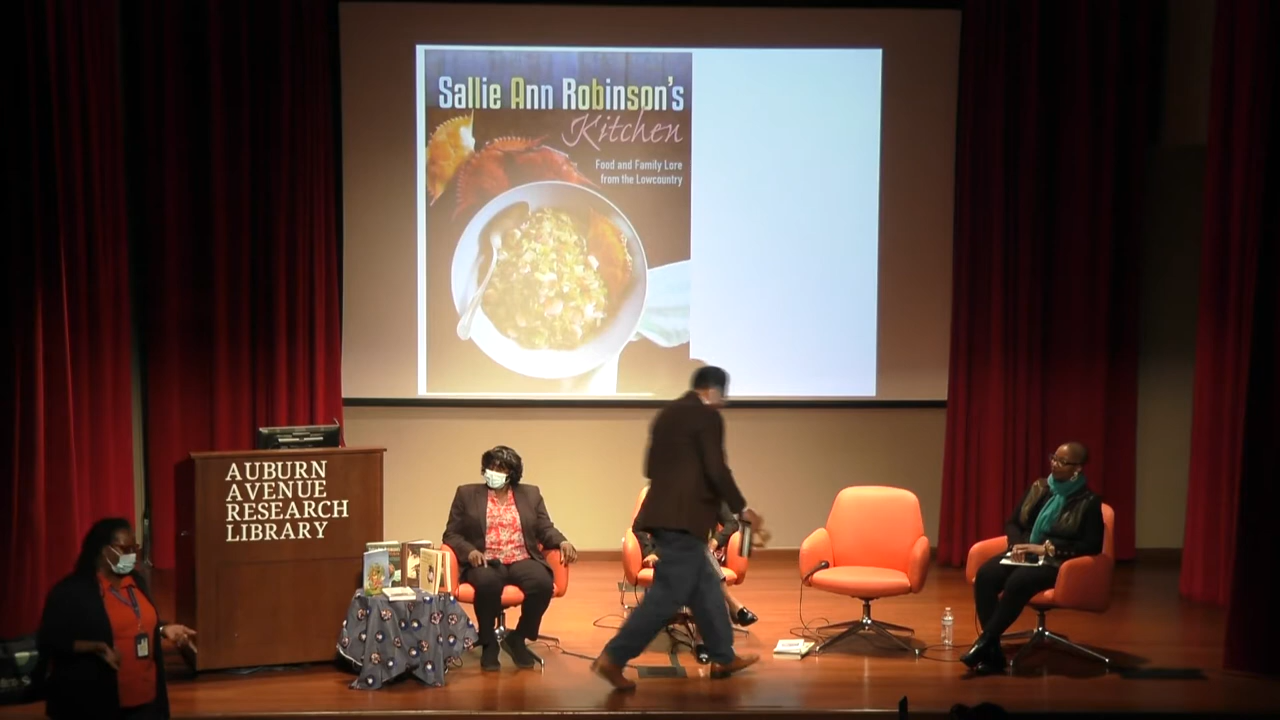 Sallie Ann Robinson's
Kitchen
Food and Family Lore
from the Lowcountry
AUBURN
AVENUE
RESEARCH
LIBRARY